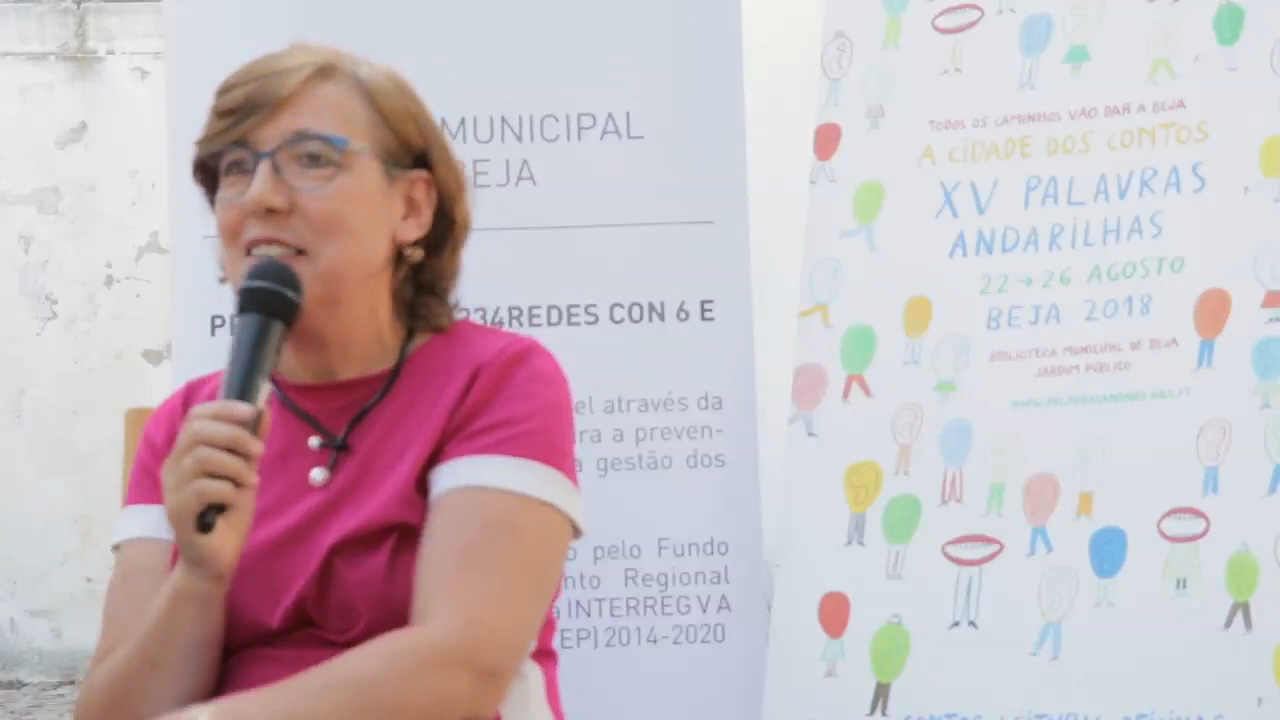 MUNICIPAL
BEJA
234REDES CON 6 E
el através da
ra a preven-
a gestão dos
pelo Fundo
nto Regional
INTERREG V A
EP) 2014-2020
TODOS OS CAMINHOS VÃO DAR A BEJA
A CIDADE DOS CONTOS
XV PALAVRAS
ANDARILHAS
22→26 AGOSTO
BEJA 2018
BIBLIOTECA MUNICIPAL DE BEJA
JARDIM PÚBLICO